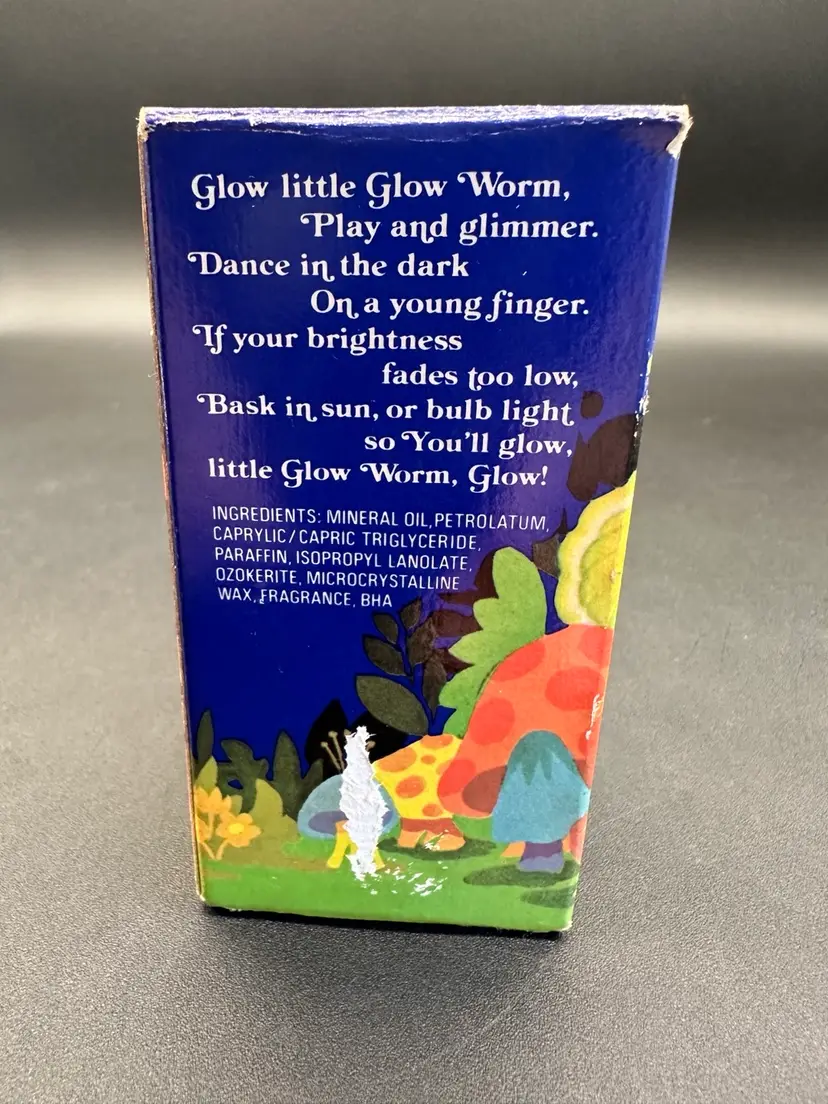 Glow little Glow Worm,
Play and glimmer.
Dance in the dark
On a young finger.
If your brightness
fades too low,
Bask in sun, or bulb light
so You'll glow,
little Glow Worm, Glow!
INGREDIENTS: MINERAL OIL, PETROLATUM,
CAPRYLIC/CAPRIC TRIGLYCERIDE,
PARAFFIN, ISOPROPYL LANOLATE,
OZOKERITE, MICROCRYSTALLINE
WAX, FRAGRANCE, BHA